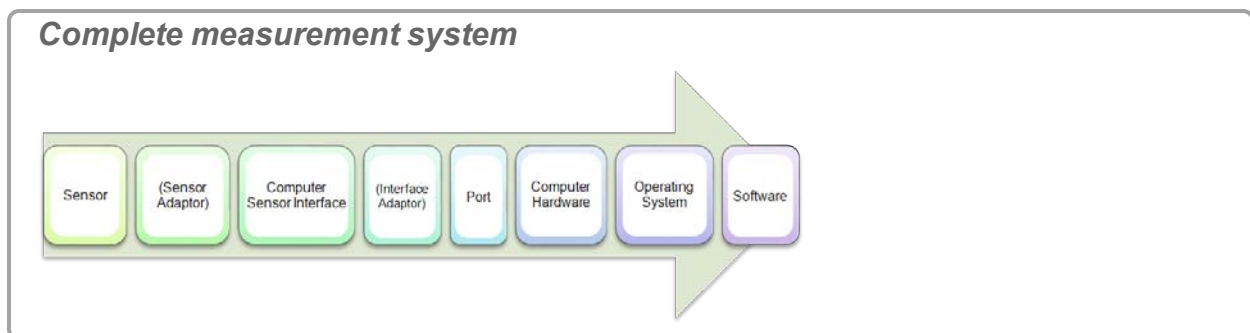 Complete measurement system
Sensor
(Sensor
Adaptor)
Computer
Sensor Interface
(Interface
Adaptor)
Port
Computer
Hardware
Operating
System
Software